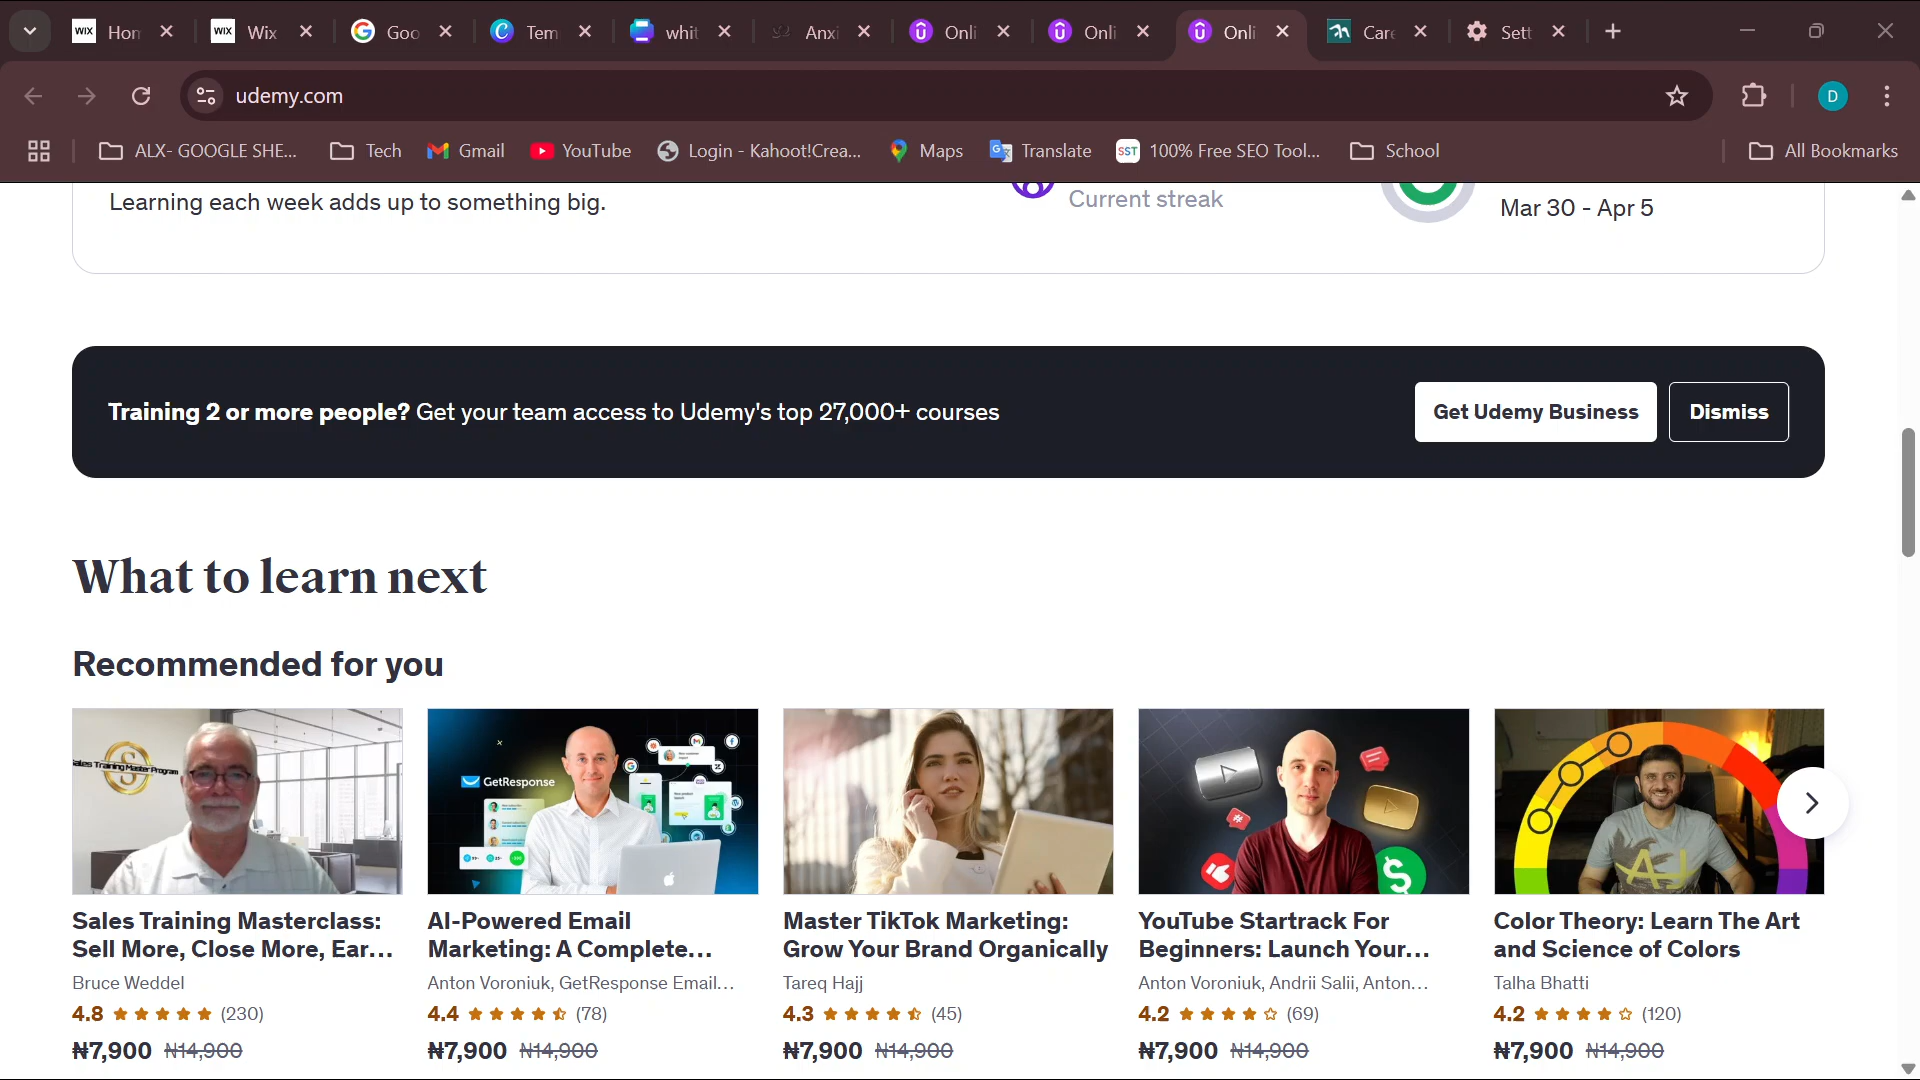 WIX Hon
WIX Wix
Goo
Tem
whit
Anxi
Onli
Onli
Onli
Care
Sett
udemy.com
D
ALX- GOOGLE SHE...
Tech
Gmail
YouTube
Login - Kahoot!Crea...
Maps
Translate
SST 100% Free SEO Tool...
School
All Bookmarks
Learning each week adds up to something big.
Current streak
Mar 30 - Apr 5
Training 2 or more people? Get your team access to Udemy's top 27,000+ courses
Get Udemy Business
Dismiss
What to learn next
Recommended for you
Sales Training Master Program
GetResponse
AJ
Sales Training Masterclass:
Sell More, Close More, Ear...
Bruce Weddel
4.8 (230)
₦7,900 ₦14,900
AI-Powered Email
Marketing: A Complete...
Anton Voroniuk, GetResponse Email...
4.4 (78)
₦7,900 ₦14,900
Master TikTok Marketing:
Grow Your Brand Organically
Tareq Hajj
4.3 (45)
₦7,900 ₦14,900
YouTube Startrack For
Beginners: Launch Your...
Anton Voroniuk, Andrii Salii, Anton...
4.2 (69)
₦7,900 ₦14,900
Color Theory: Learn The Art
and Science of Colors
Talha Bhatti
4.2 (120)
₦7,900 ₦14,900